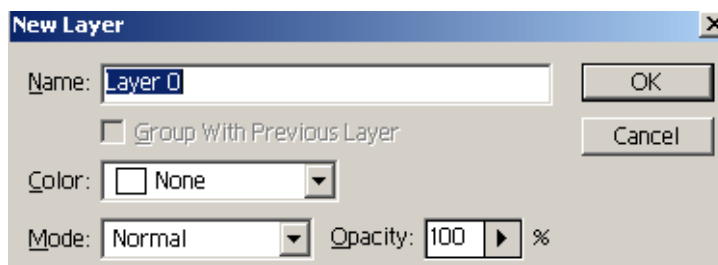 New Layer
Name: Layer 0 OK
Group With Previous Layer Cancel
Color: None
Mode: Normal Opacity: 100 %